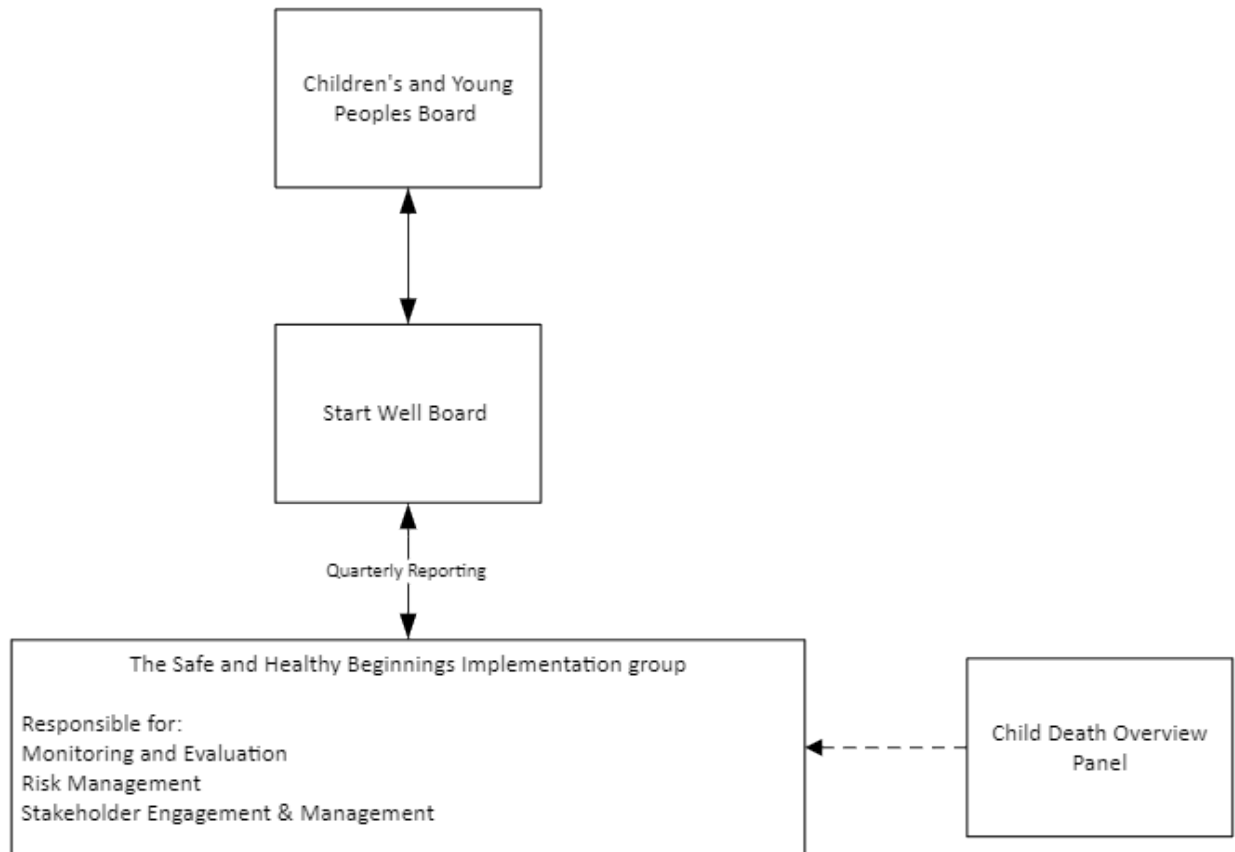 Children's and Young
Peoples Board
Start Well Board
Quarterly Reporting
The Safe and Healthy Beginnings Implementation group
Responsible for:
Monitoring and Evaluation
Risk Management
Stakeholder Engagement & Management
Child Death Overview
Panel